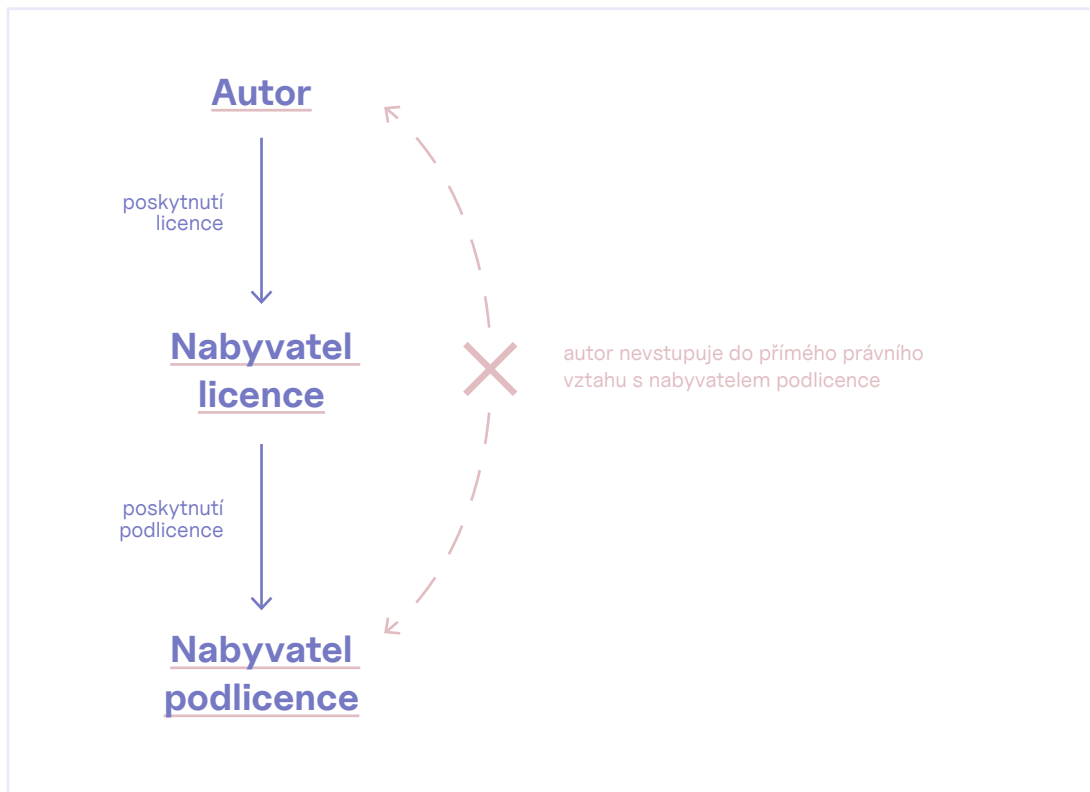 Autor
poskytnutí
licence
Nabyvatel
licence
autor nevstupuje do přímého právního
vztahu s nabyvatelem podlicence
poskytnutí
podlicence
Nabyvatel
podlicence